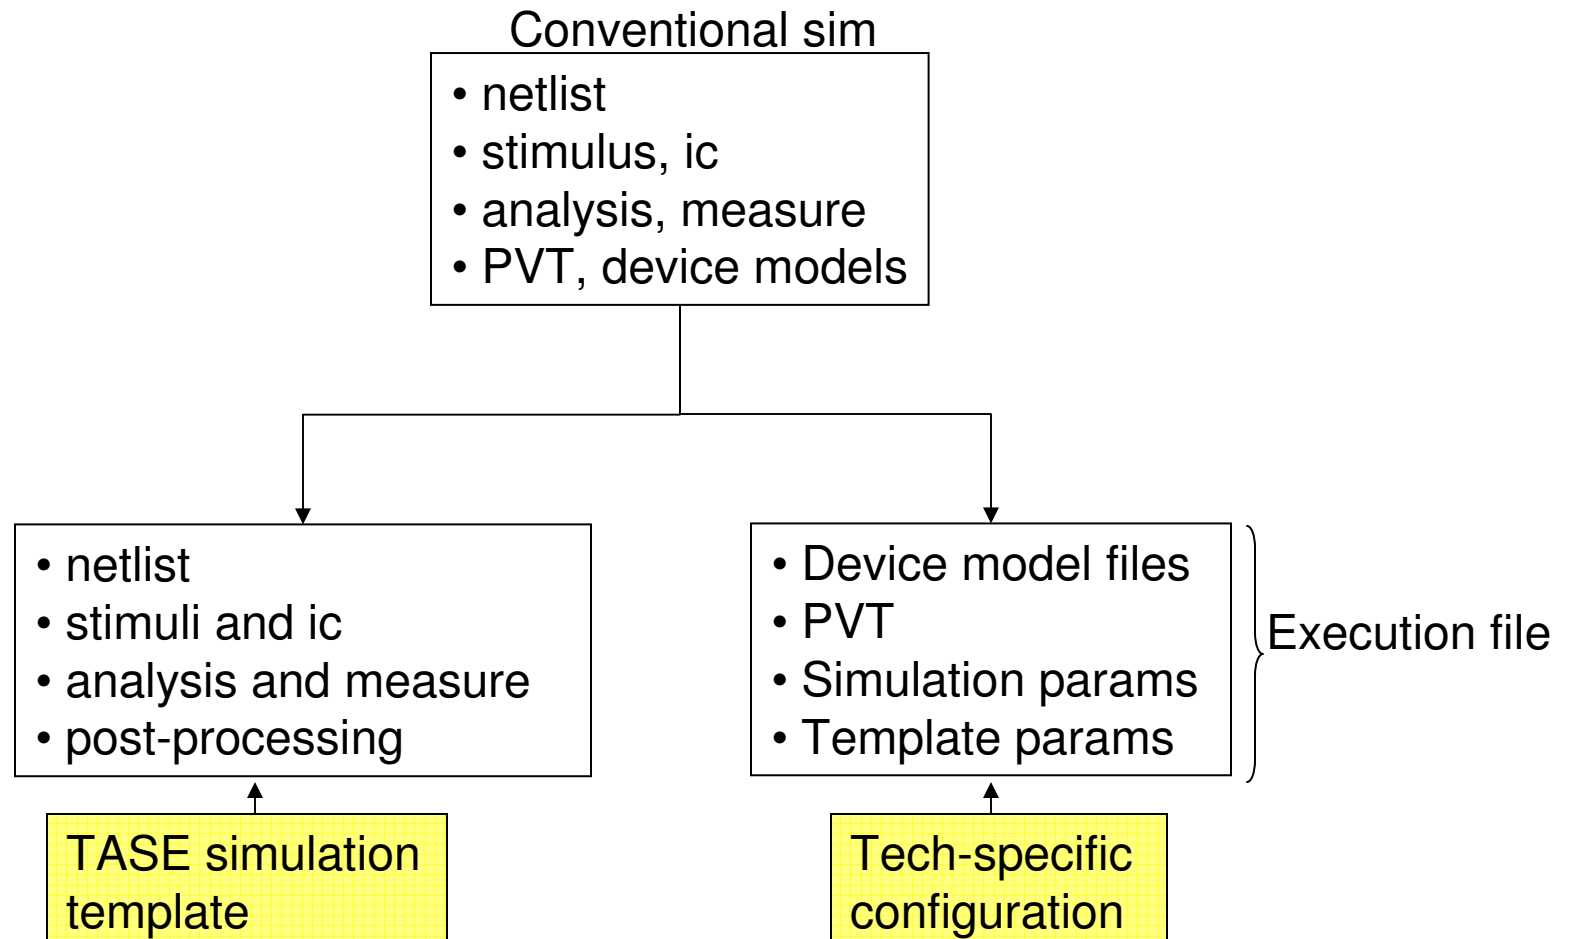 Conventional sim
• netlist
• stimulus, ic
• analysis, measure
• PVT, device models
• netlist
• stimuli and ic
• analysis and measure
• post-processing
• Device model files
• PVT
• Simulation params
• Template params
Execution file
TASE simulation
template
Tech-specific
configuration